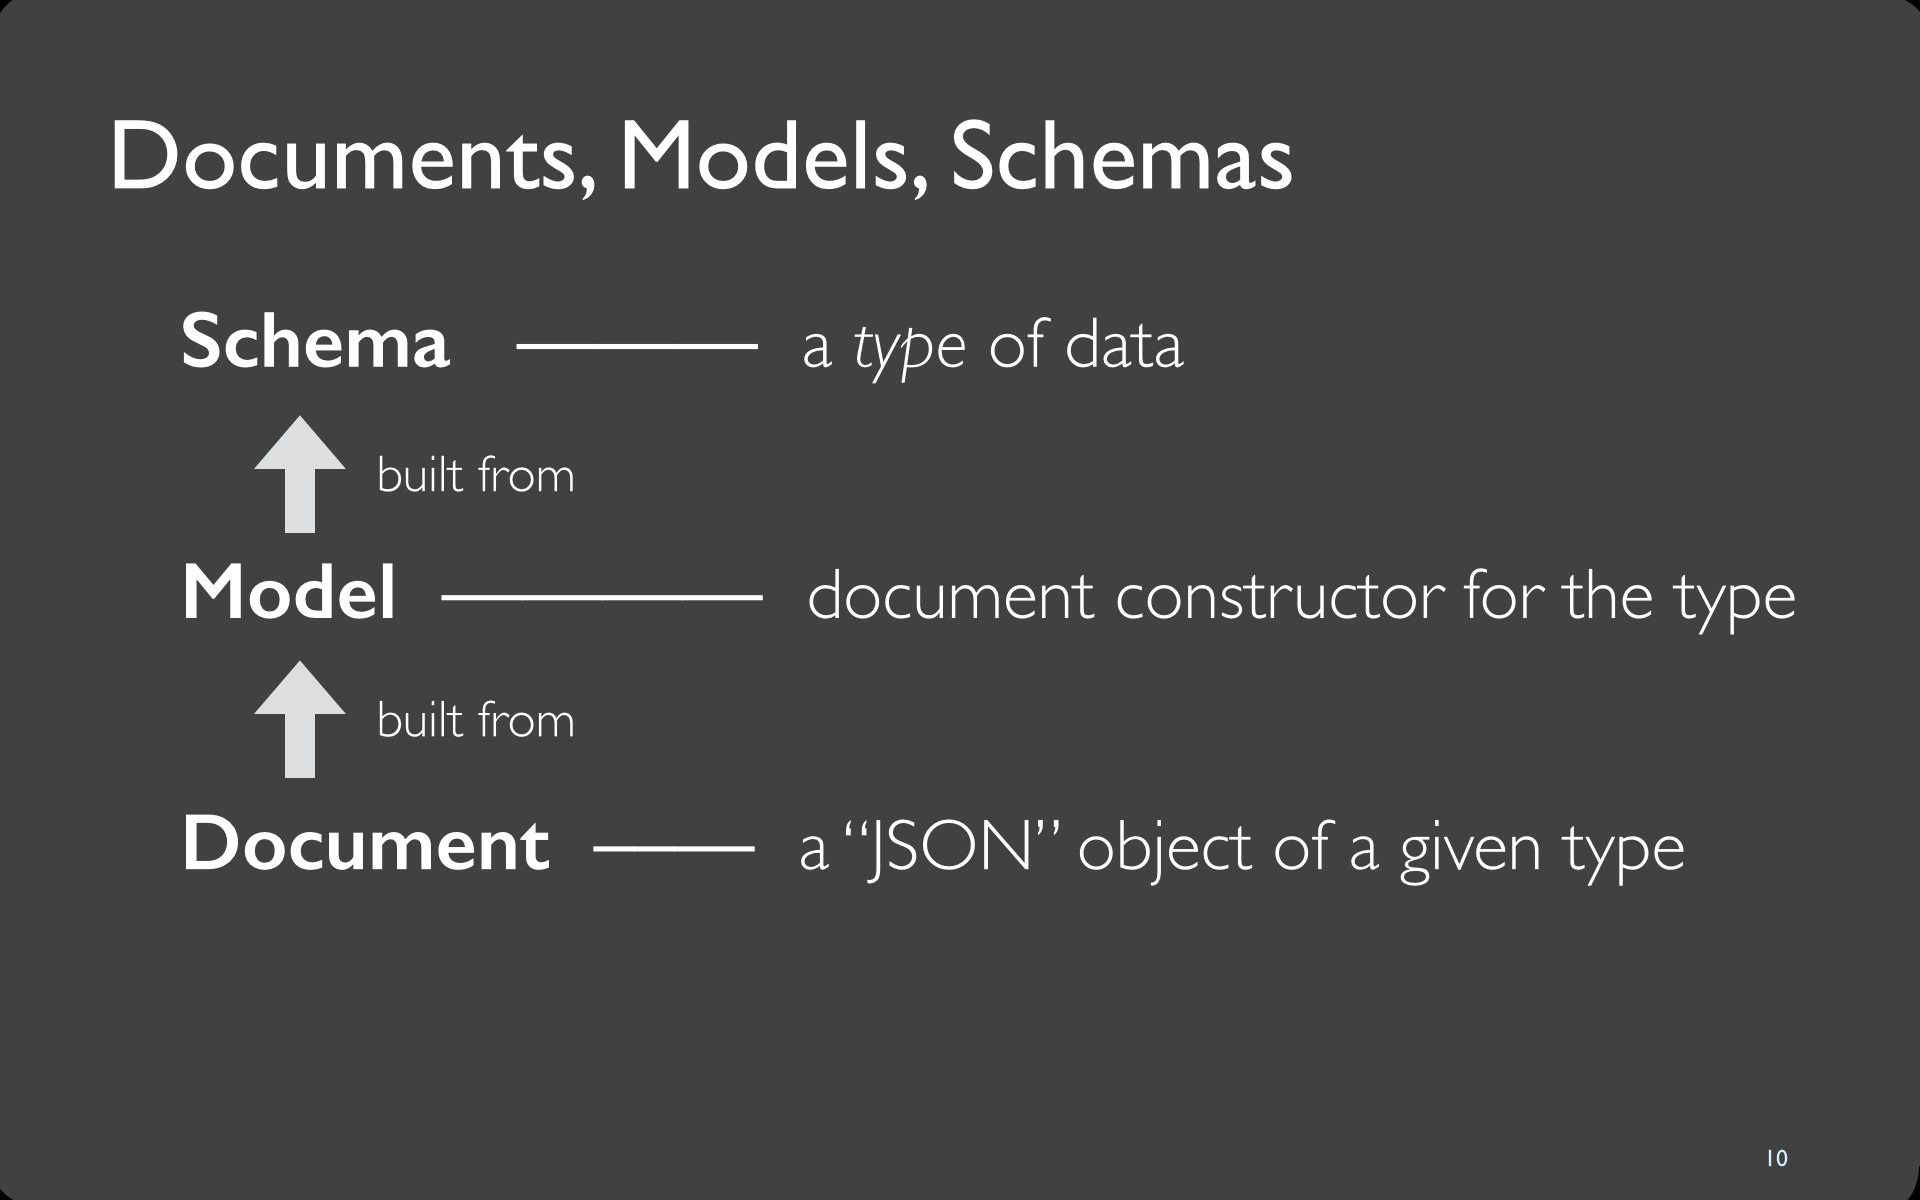 Documents, Models, Schemas
Schema a type of data
built from
Model document constructor for the type
built from
Document a “JSON” object of a given type
10